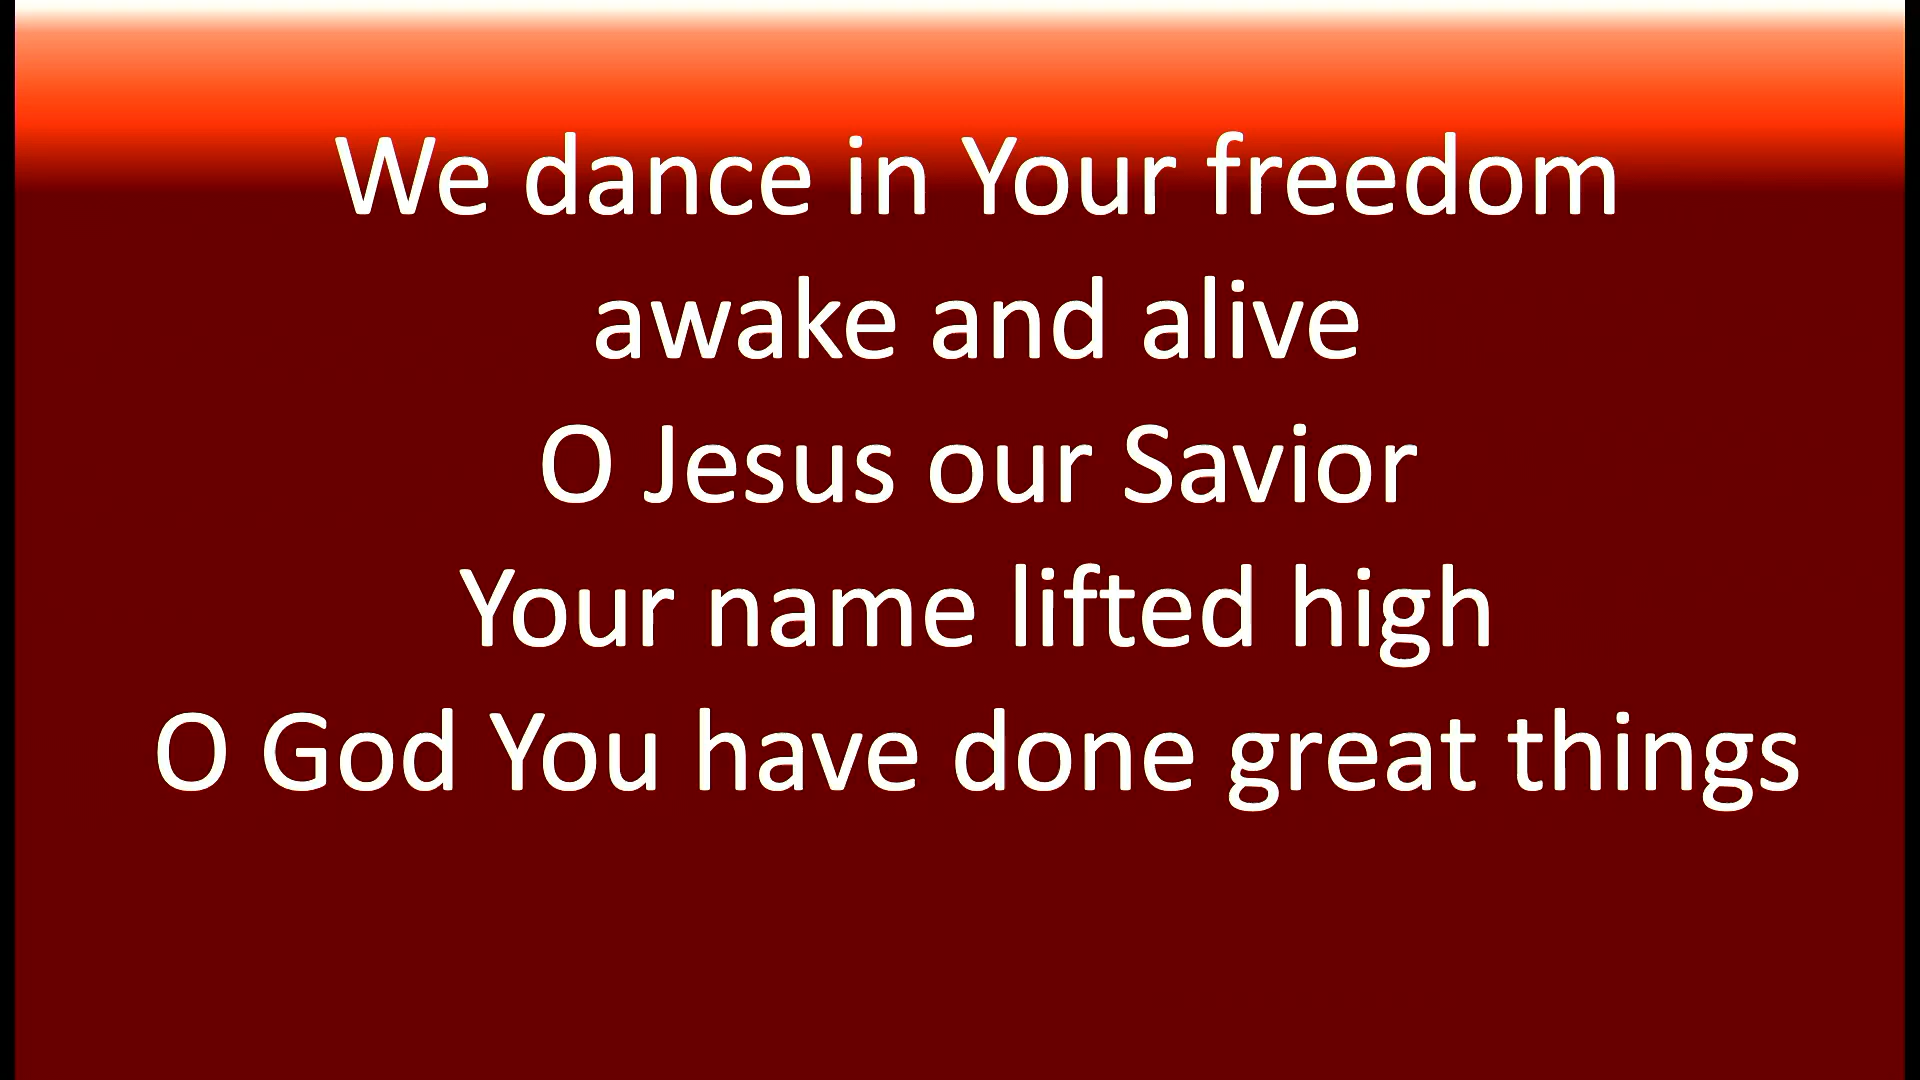 We dance in Your freedom
awake and alive
O Jesus our Savior
Your name lifted high
O God You have done great things